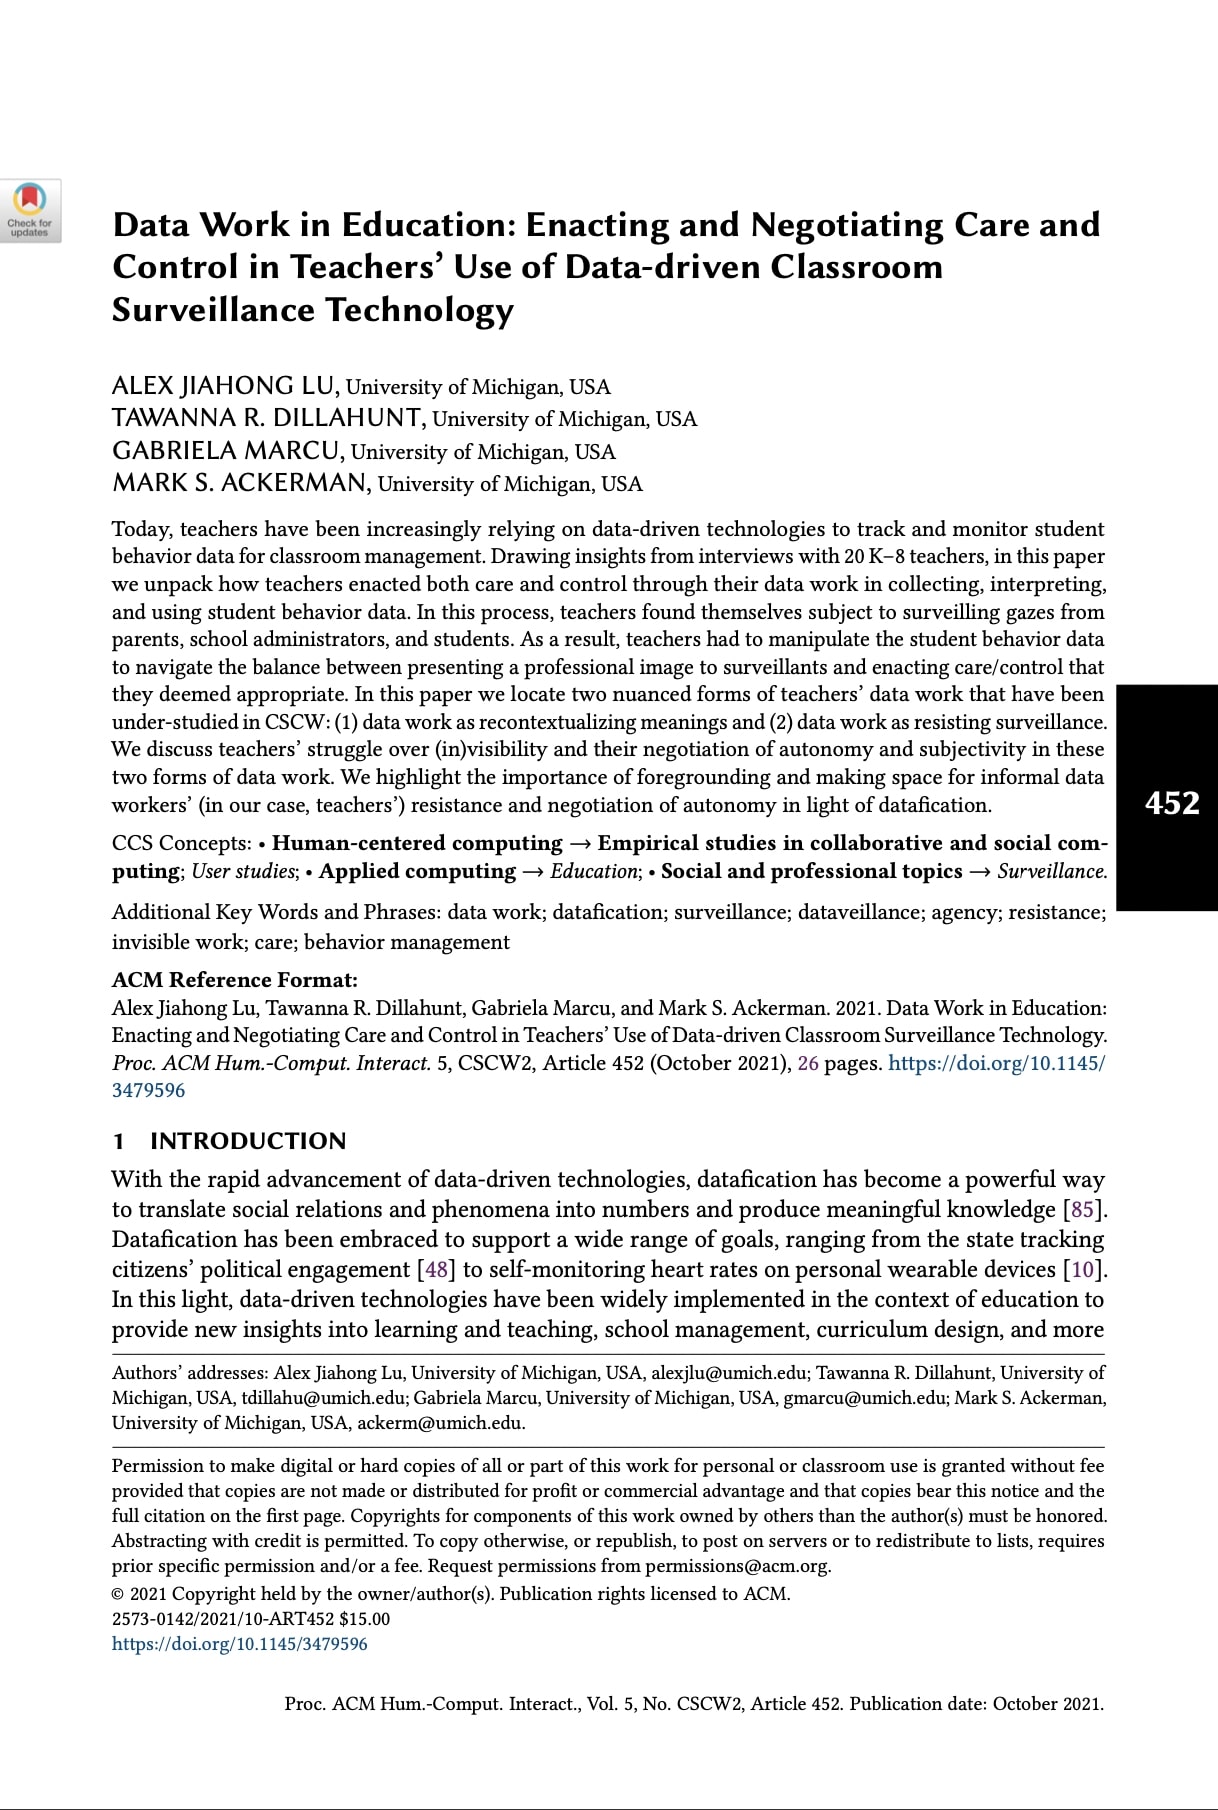 Check for
updates
Data Work in Education: Enacting and Negotiating Care and
Control in Teachers’ Use of Data-driven Classroom
Surveillance Technology
ALEX JIAHONG LU, University of Michigan, USA
TAWANNA R. DILLAHUNT, University of Michigan, USA
GABRIELA MARCU, University of Michigan, USA
MARK S. ACKERMAN, University of Michigan, USA
Today, teachers have been increasingly relying on data-driven technologies to track and monitor student
behavior data for classroom management. Drawing insights from interviews with 20 K–8 teachers, in this paper
we unpack how teachers enacted both care and control through their data work in collecting, interpreting,
and using student behavior data. In this process, teachers found themselves subject to surveilling gazes from
parents, school administrators, and students. As a result, teachers had to manipulate the student behavior data
to navigate the balance between presenting a professional image to surveillants and enacting care/control that
they deemed appropriate. In this paper we locate two nuanced forms of teachers’ data work that have been
under-studied in CSCW: (1) data work as recontextualizing meanings and (2) data work as resisting surveillance.
We discuss teachers’ struggle over (in)visibility and their negotiation of autonomy and subjectivity in these
two forms of data work. We highlight the importance of foregrounding and making space for informal data
workers’ (in our case, teachers’) resistance and negotiation of autonomy in light of datafication.
452
CCS Concepts: • Human-centered computing → Empirical studies in collaborative and social com-
puting; User studies; • Applied computing → Education; • Social and professional topics → Surveillance.
Additional Key Words and Phrases: data work; datafication; surveillance; dataveillance; agency; resistance;
invisible work; care; behavior management
ACM Reference Format:
Alex Jiahong Lu, Tawanna R. Dillahunt, Gabriela Marcu, and Mark S. Ackerman. 2021. Data Work in Education:
Enacting and Negotiating Care and Control in Teachers’ Use of Data-driven Classroom Surveillance Technology.
Proc. ACM Hum.-Comput. Interact. 5, CSCW2, Article 452 (October 2021), 26 pages. https://doi.org/10.1145/
3479596
1 INTRODUCTION
With the rapid advancement of data-driven technologies, datafication has become a powerful way
to translate social relations and phenomena into numbers and produce meaningful knowledge [85].
Datafication has been embraced to support a wide range of goals, ranging from the state tracking
citizens’ political engagement [48] to self-monitoring heart rates on personal wearable devices [10].
In this light, data-driven technologies have been widely implemented in the context of education to
provide new insights into learning and teaching, school management, curriculum design, and more
Authors’ addresses: Alex Jiahong Lu, University of Michigan, USA, alexjlu@umich.edu; Tawanna R. Dillahunt, University of
Michigan, USA, tdillahu@umich.edu; Gabriela Marcu, University of Michigan, USA, gmarcu@umich.edu; Mark S. Ackerman,
University of Michigan, USA, ackerm@umich.edu.
Permission to make digital or hard copies of all or part of this work for personal or classroom use is granted without fee
provided that copies are not made or distributed for profit or commercial advantage and that copies bear this notice and the
full citation on the first page. Copyrights for components of this work owned by others than the author(s) must be honored.
Abstracting with credit is permitted. To copy otherwise, or republish, to post on servers or to redistribute to lists, requires
prior specific permission and/or a fee. Request permissions from permissions@acm.org.
© 2021 Copyright held by the owner/author(s). Publication rights licensed to ACM.
2573-0142/2021/10-ART452 $15.00
https://doi.org/10.1145/3479596
Proc. ACM Hum.-Comput. Interact., Vol. 5, No. CSCW2, Article 452. Publication date: October 2021.